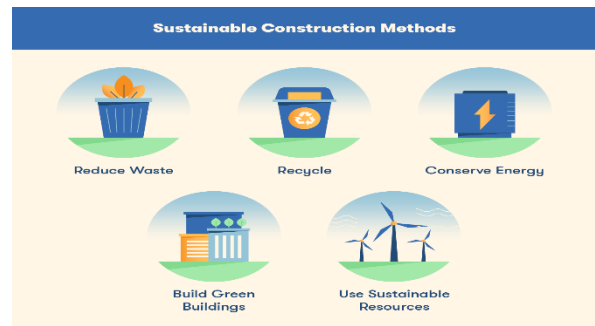 Sustainable Construction Methods
Reduce Waste
Recycle
Conserve Energy
Build Green
Buildings
Use Sustainable
Resources